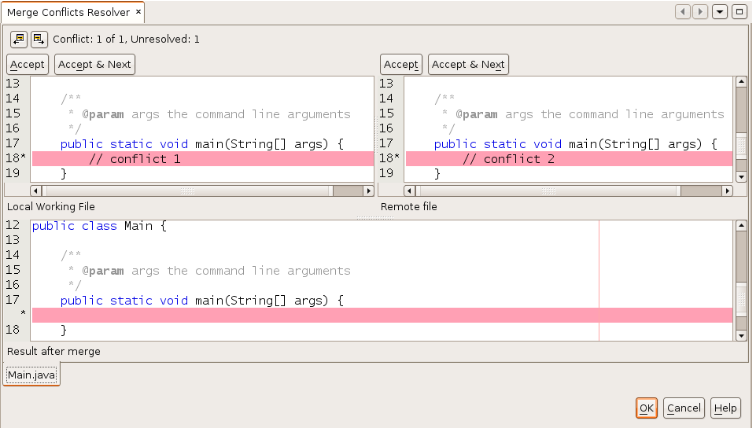 Merge Conflicts Resolver ×
Conflict: 1 of 1, Unresolved: 1
Accept Accept & Next
13
14 /**
15 * @param args the command line arguments
16 */
17 public static void main(String[] args) {
18* // conflict 1
19 }
Local Working File
Accept Accept & Next
13
14 /**
15 * @param args the command line arguments
16 */
17 public static void main(String[] args) {
18* // conflict 2
19 }
Remote file
12 public class Main {
13
14 /**
15 * @param args the command line arguments
16 */
17 public static void main(String[] args) {
*
18 }
Result after merge
Main.java
OK Cancel Help